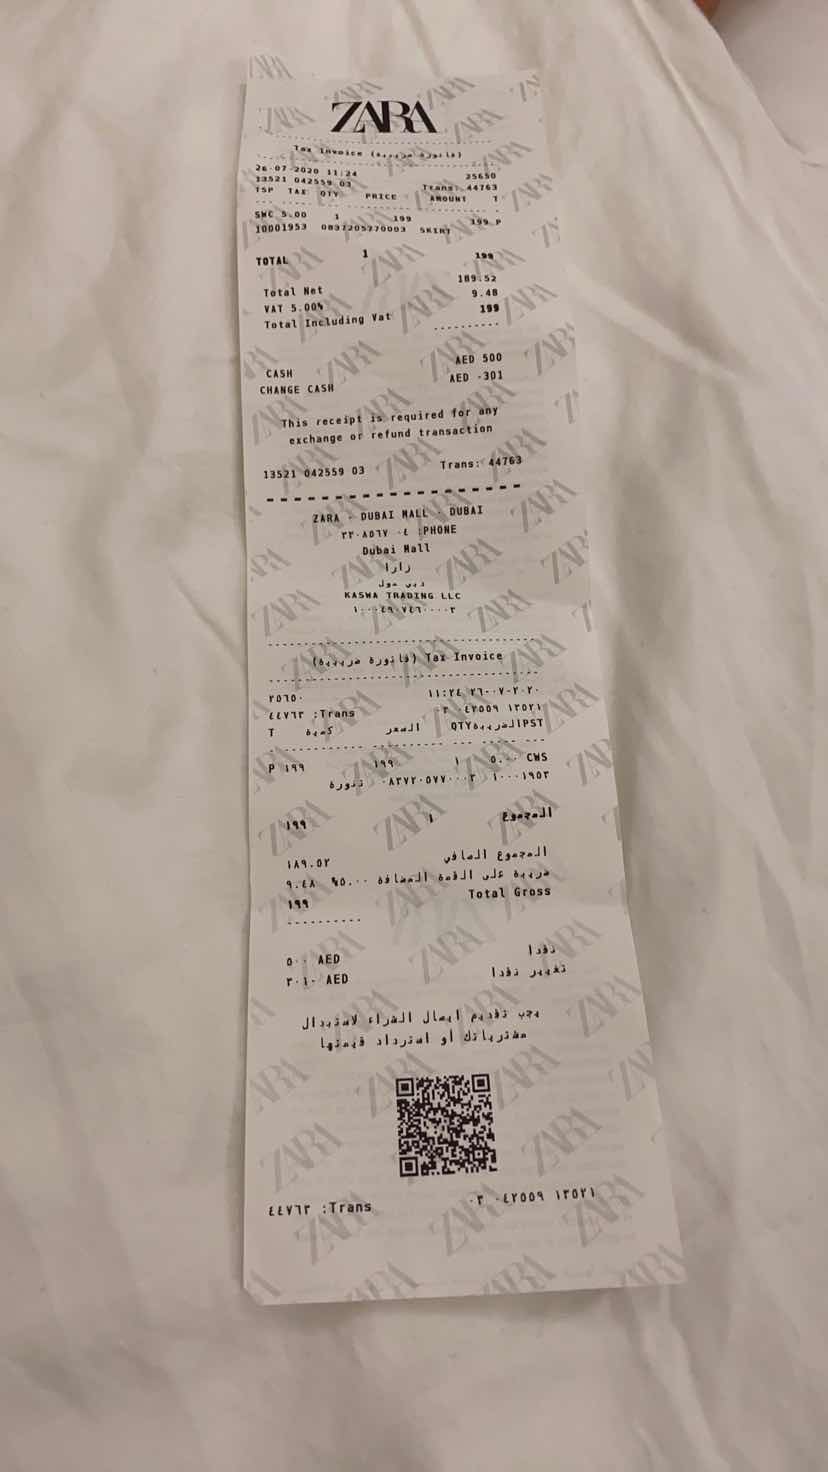 ZARA
Tax Invoice (فاتورة ضريبية)
26-07-2020 11:24 25650
13521 042559 03 Trans: 44763
TSP TAX QTY PRICE AMOUNT T
SWC 5.00 1 199 199 P
10001953 0837205770003 SKIRT
TOTAL 1 199
Total Net 189.52
VAT 5.00% 9.48
Total Including Vat 199
CASH AED 500
CHANGE CASH AED -301
This receipt is required for any
exchange or refund transaction
13521 042559 03 Trans: 44763
ZARA - DUBAI MALL - DUBAI
٣٣٠٨٥٦٧ ٠٤ :PHONE
Dubai Mall
زارا
دبي مول
KASWA TRADING LLC
١٠٠٠٤٩٠٧٤٦٠٠٠٠٣
(فاتورة ضريبية) Tax Invoice
٢٥٦٥٠ ١١:٢٤ ٢٦-٠٧-٢٠٢٠
٤٤٧٦٣ :Trans ٠٣ ٠٤٢٥٥٩ ١٣٥٢١
T كمية السعر QTYالضريبةPST
P ١٩٩ ١٩٩ ١ ٥.٠٠ CWS
تنورة ٠٨٣٧٢٠٥٧٧٠٠٠٣ ١٠٠٠١٩٥٣
١٩٩ ١ المجموع
١٨٩.٥٢ المجموع الصافي
٩.٤٨ %٥.٠٠ ضريبة على القمة المضافة
١٩٩ Total Gross
٥٠٠ AED نقدا
٣٠١- AED تغيير نقدا
يجب تقديم ايصال الشراء لاستبدال
مشترياتك أو استرداد قيمتها
٤٤٧٦٣ :Trans ٠٣ ٠٤٢٥٥٩ ١٣٥٢١